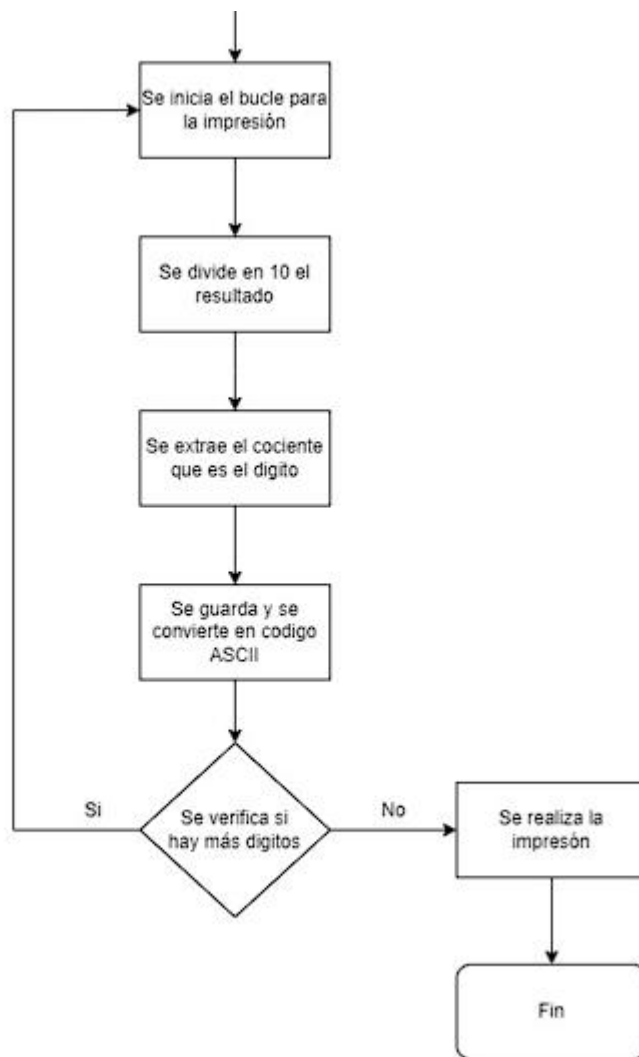 Se inicia el bucle para
la impresión
Se divide en 10 el
resultado
Se extrae el cociente
que es el digito
Se guarda y se
convierte en codigo
ASCII
Se verifica si
hay más digitos
Si
No
Se realiza la
impresón
Fin